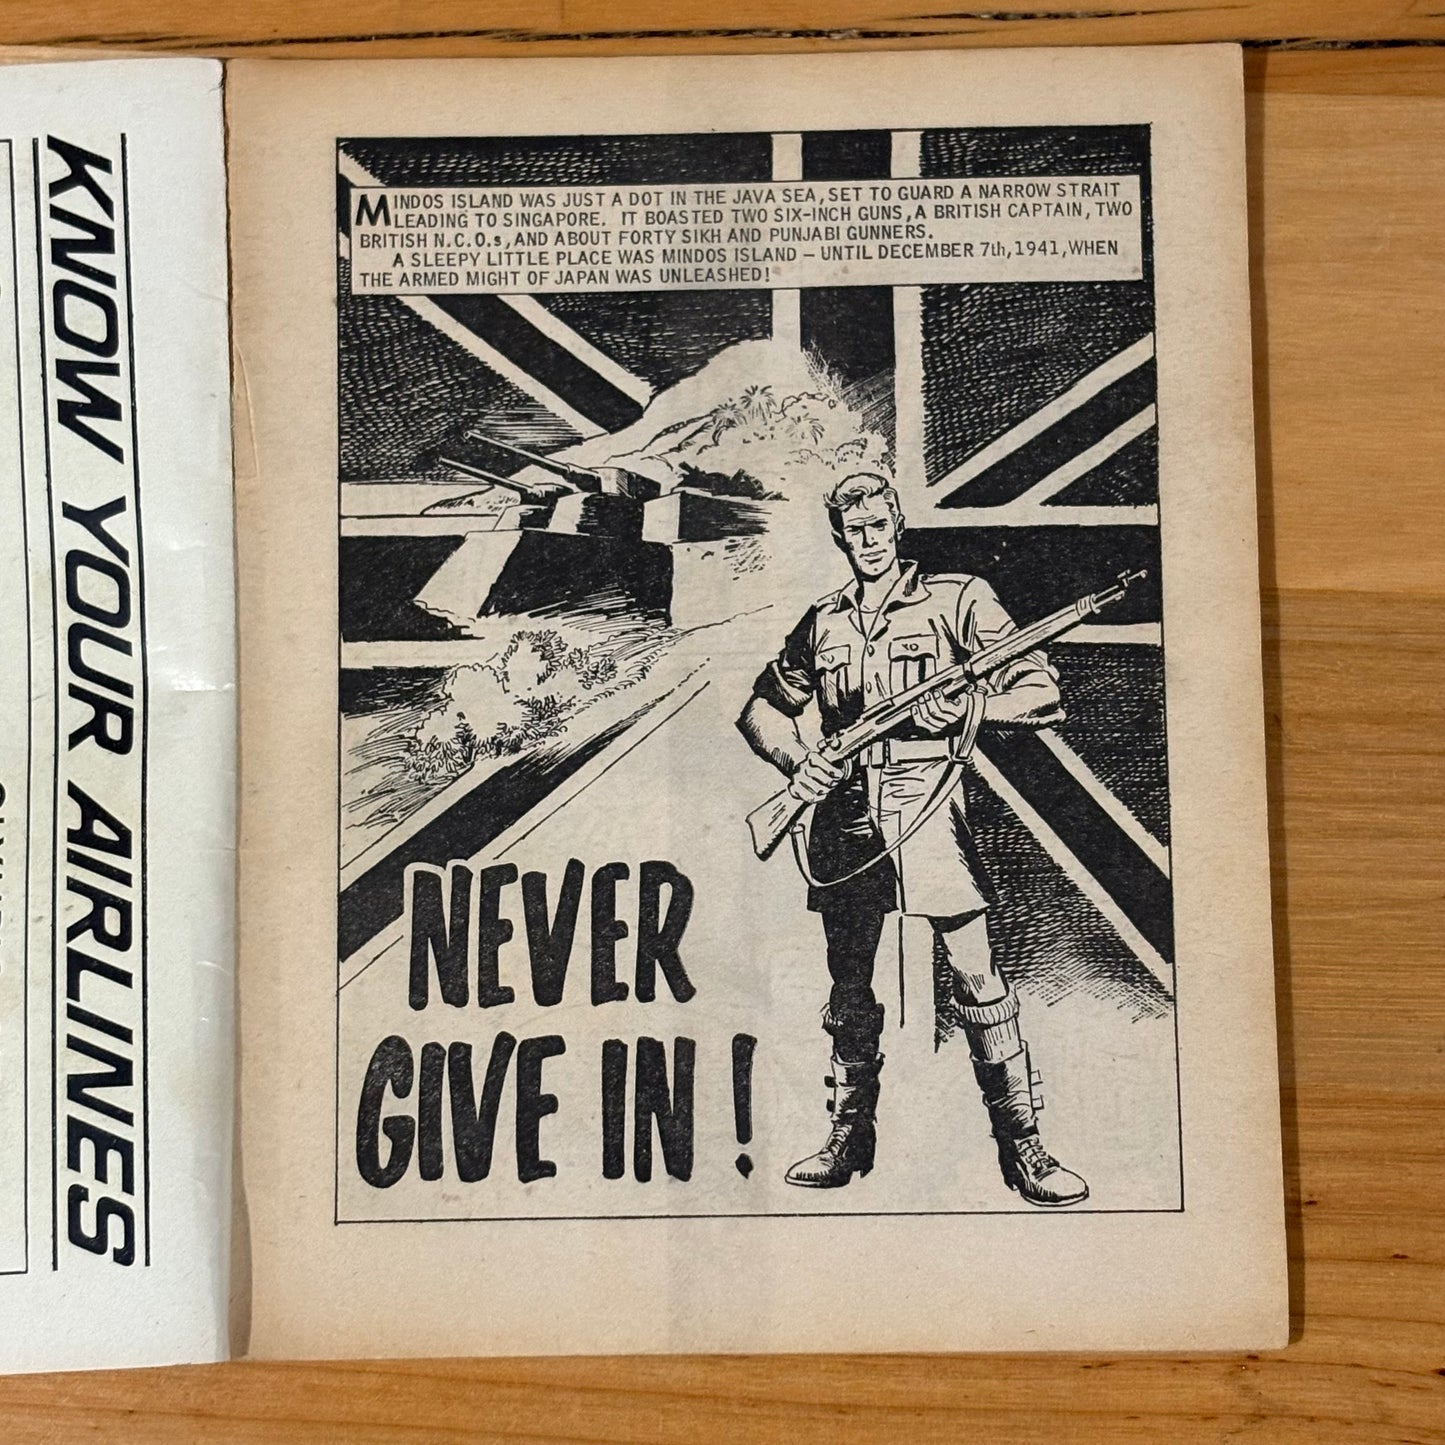 KNOW YOUR AIRLINES
MINDOS ISLAND WAS JUST A DOT IN THE JAVA SEA, SET TO GUARD A NARROW STRAIT
LEADING TO SINGAPORE. IT BOASTED TWO SIX-INCH GUNS, A BRITISH CAPTAIN, TWO
BRITISH N.C.O.s, AND ABOUT FORTY SIKH AND PUNJABI GUNNERS.
A SLEEPY LITTLE PLACE WAS MINDOS ISLAND – UNTIL DECEMBER 7th, 1941, WHEN
THE ARMED MIGHT OF JAPAN WAS UNLEASHED!
NEVER
GIVE IN!